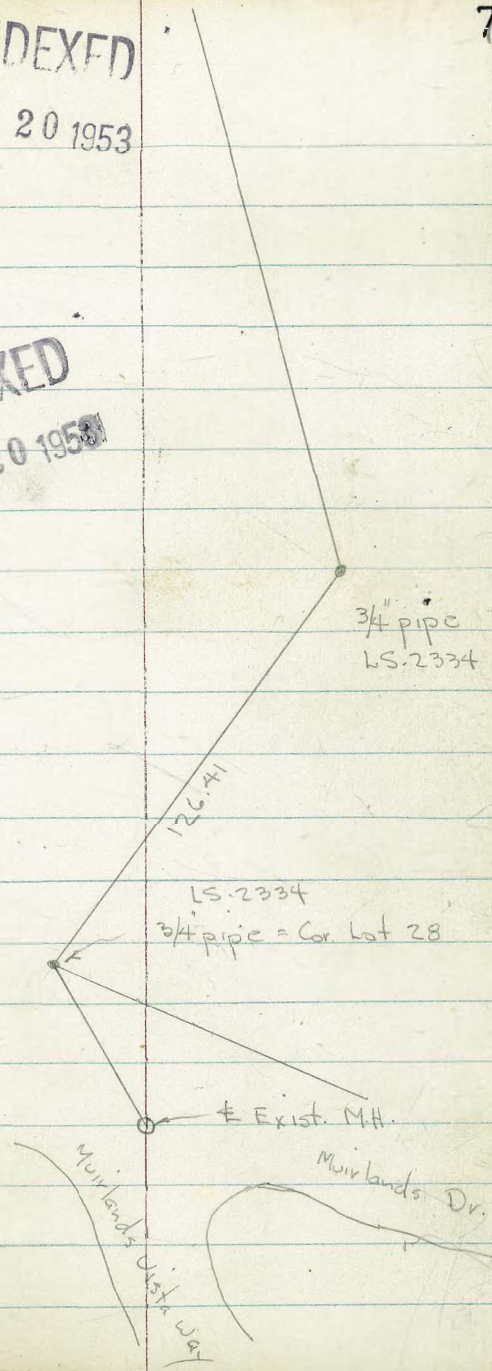 7
DEXED
20 1953
XED
0 1953
3/4" pipe
LS. 2334
126.41
LS. 2334
3/4" pipe = Cor. Lot 28
℄ Exist. M.H.
Muirlands Dr.
Muirlands Vista Way